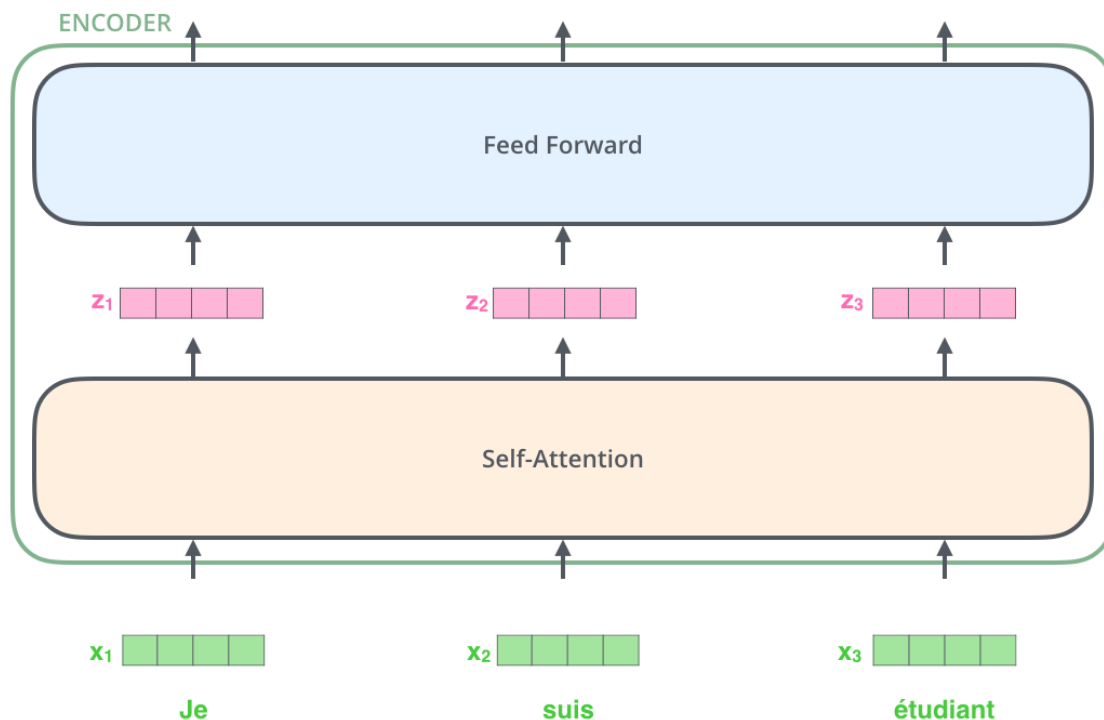 ENCODER
Feed Forward
z₁ z₂ z₃
Self-Attention
x₁ x₂ x₃
Je suis étudiant